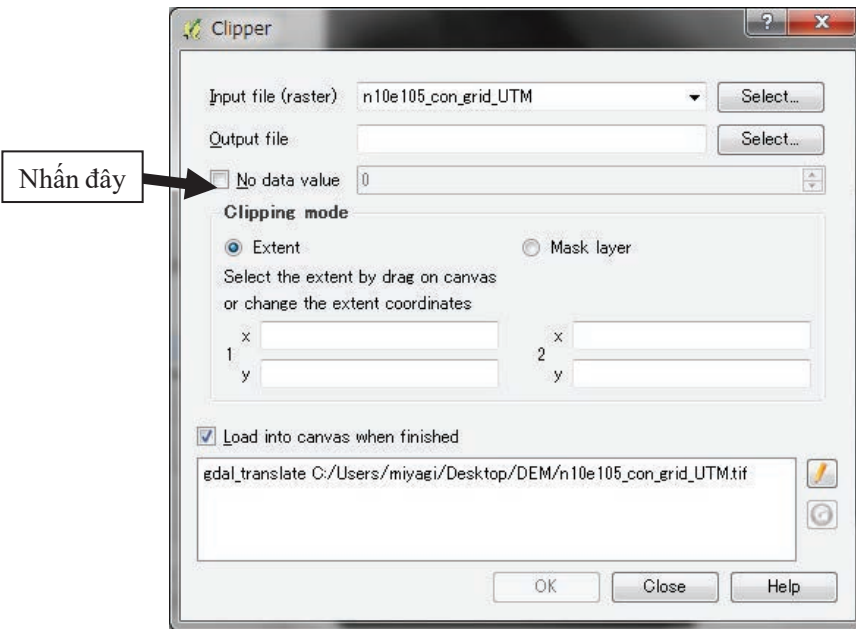 Clipper
Input file (raster) n10e105_con_grid_UTM Select...
Output file Select...
Nhấn đây
No data value 0
Clipping mode
Extent Mask layer
Select the extent by drag on canvas
or change the extent coordinates
x x
1 2
y y
Load into canvas when finished
gdal_translate C:/Users/miyagi/Desktop/DEM/n10e105_con_grid_UTM.tif
OK Close Help